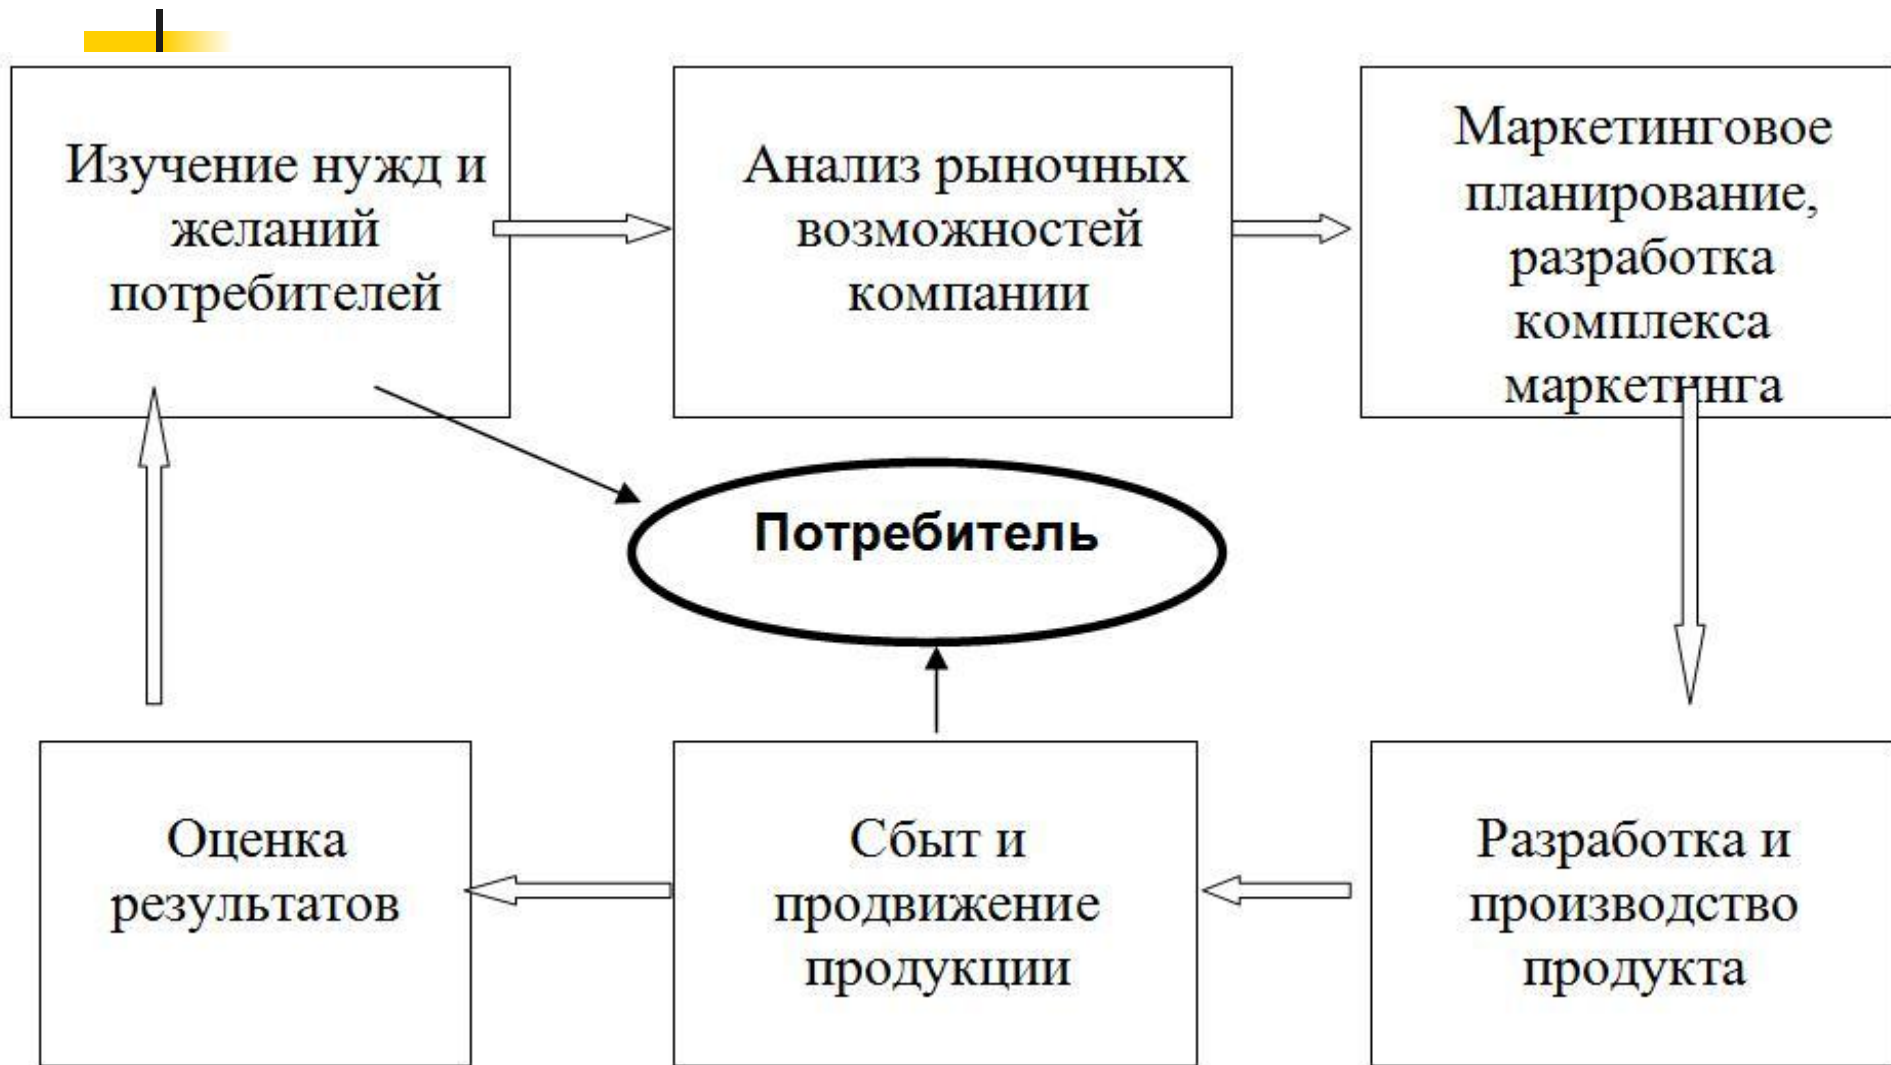 Изучение нужд и
желаний
потребителей
Анализ рыночных
возможностей
компании
Маркетинговое
планирование,
разработка
комплекса
маркетинга
Потребитель
Оценка
результатов
Сбыт и
продвижение
продукции
Разработка и
производство
продукта